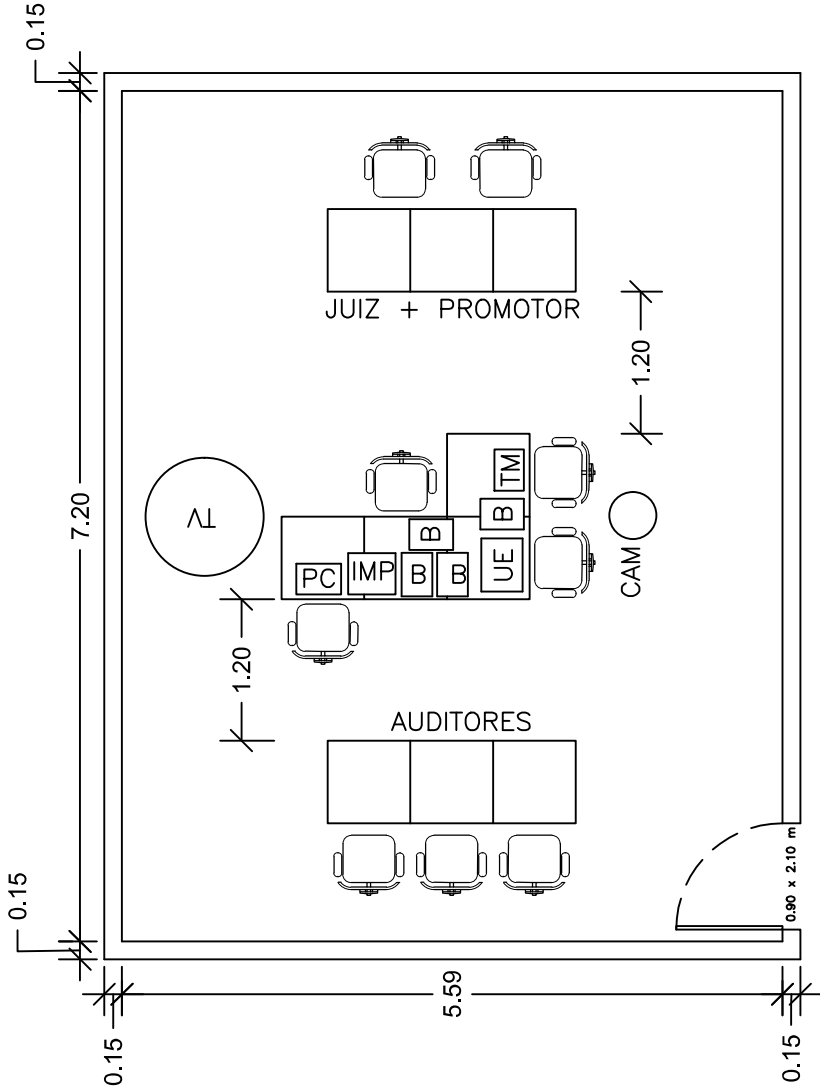 0.15
7.20
JUIZ + PROMOTOR
1.20
TV
TM
B
B
PC
IMP
B
B
UE
CAM
1.20
AUDITORES
0.15
0.90 x 2.10 m
5.59
0.15
0.15